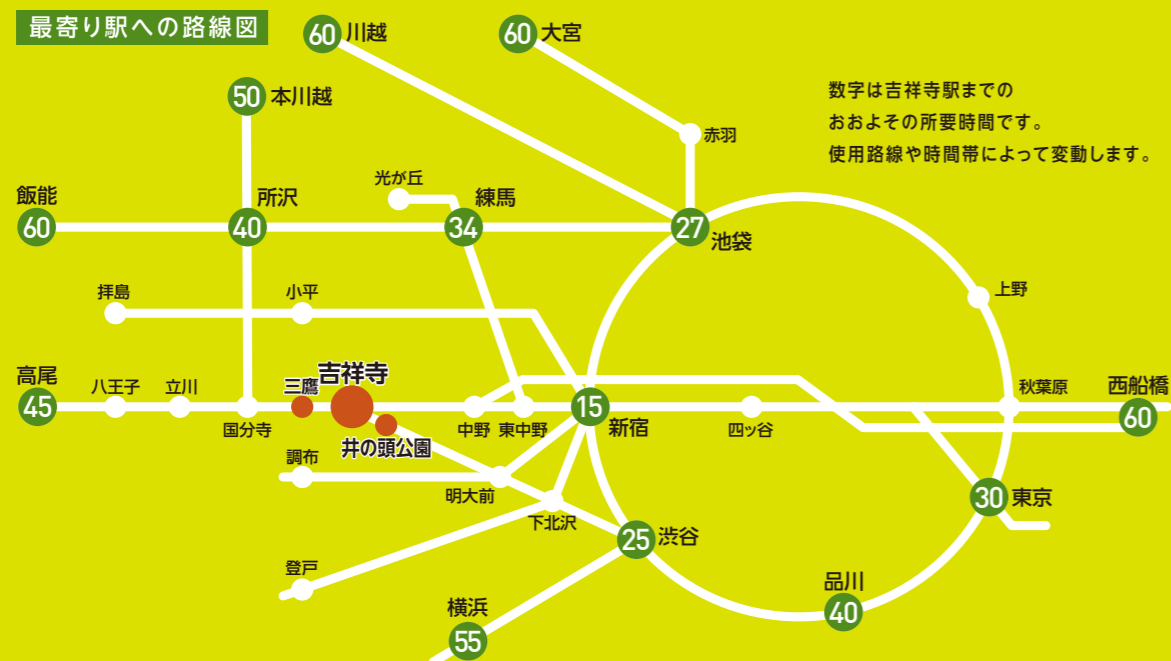 最寄り駅への路線図
60 川越
60 大宮
50 本川越
数字は吉祥寺駅までの
おおよその所要時間です。
使用路線や時間帯によって変動します。
赤羽
光が丘
飯能
60
所沢
40
練馬
34
27
池袋
拝島
小平
上野
高尾
45
八王子
立川
国分寺
三鷹
吉祥寺
井の頭公園
中野
東中野
15
新宿
四ッ谷
秋葉原
西船橋
60
調布
明大前
下北沢
30 東京
25 渋谷
登戸
品川
40
横浜
55